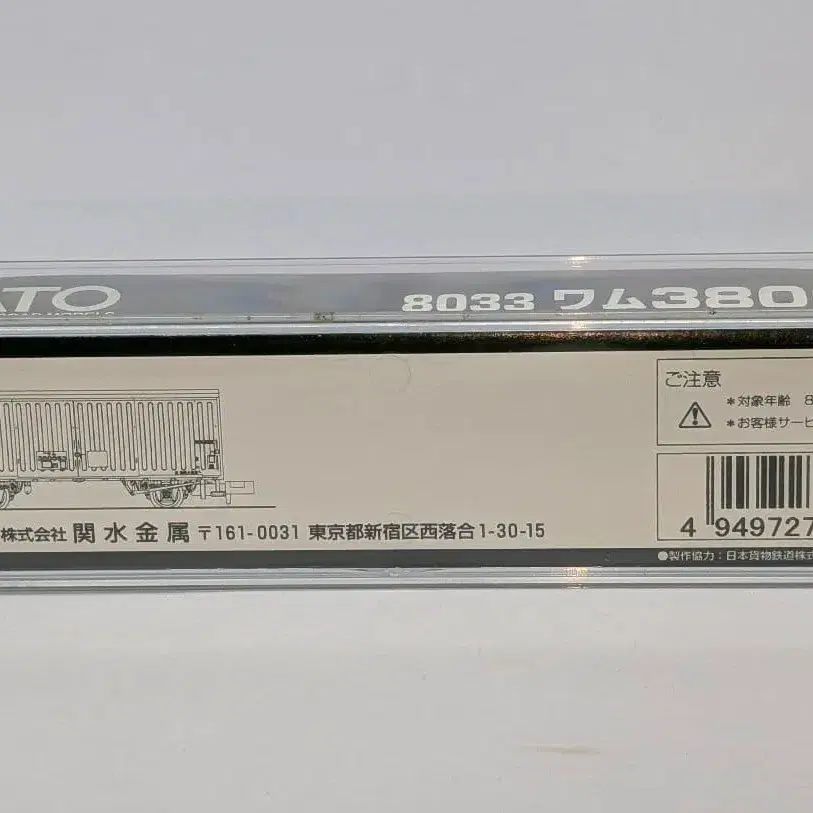 ATO 8033 ワム380
ご注意
*対象年齢 8
*お客様サービ
株式会社 関水金属 〒161-0031 東京都新宿区西落合1-30-15
4 949727
●製作協力：日本貨物鉄道株式